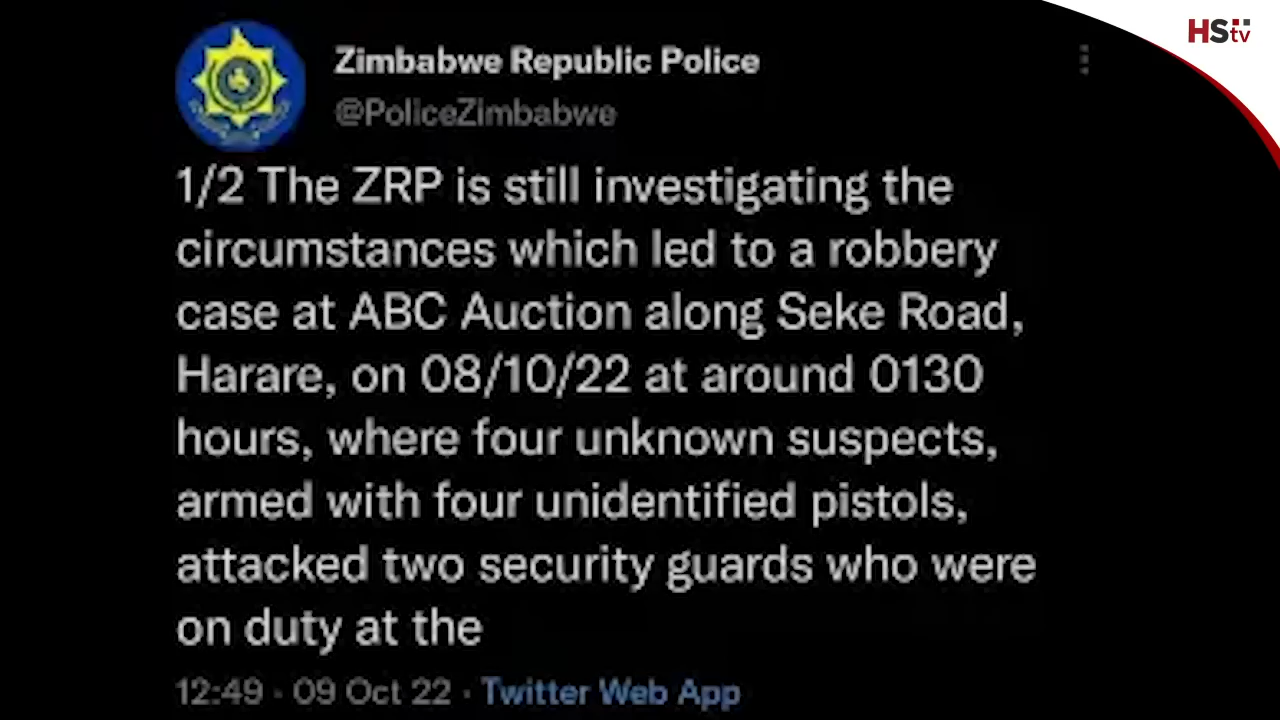 HStv
Zimbabwe Republic Police
@PoliceZimbabwe
1/2 The ZRP is still investigating the
circumstances which led to a robbery
case at ABC Auction along Seke Road,
Harare, on 08/10/22 at around 0130
hours, where four unknown suspects,
armed with four unidentified pistols,
attacked two security guards who were
on duty at the
12:49 · 09 Oct 22 · Twitter Web App